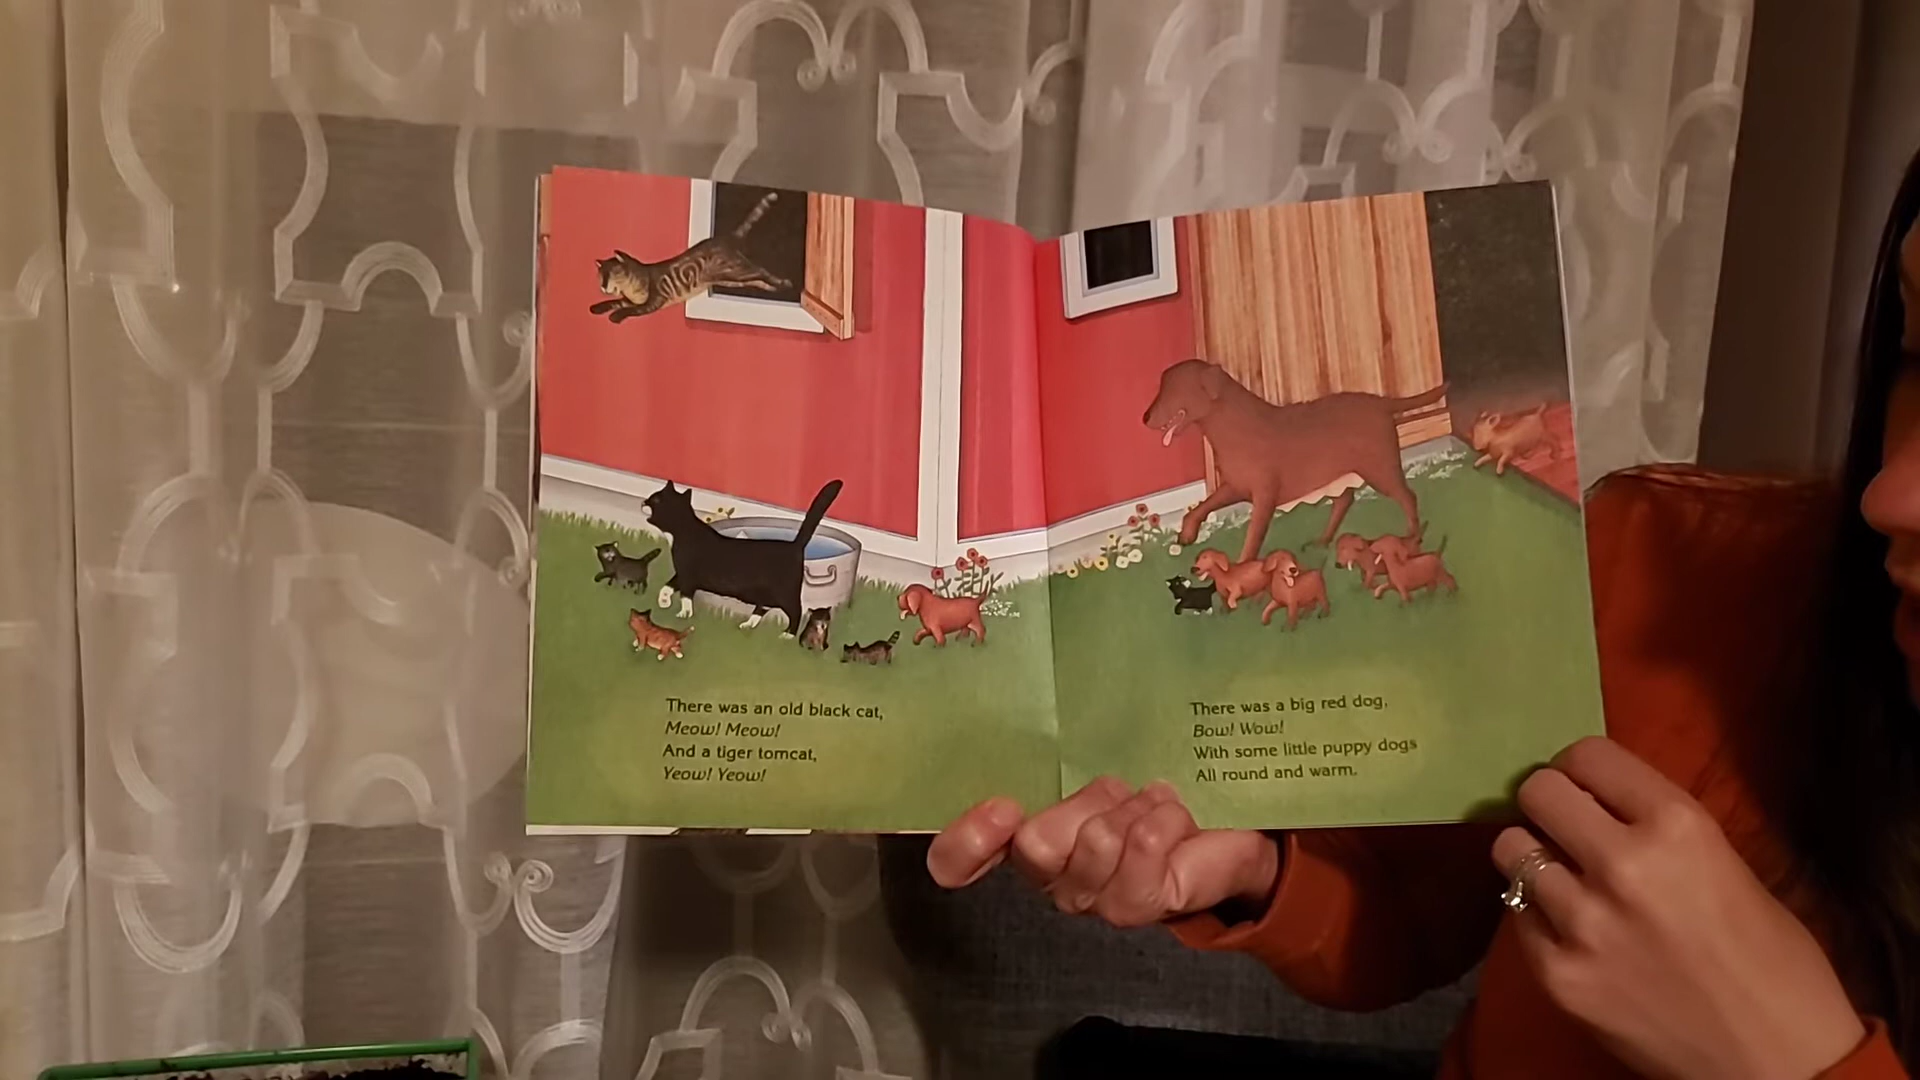 There was an old black cat,
Meow! Meow!
And a tiger tomcat,
Yeow! Yeow!
There was a big red dog,
Bow! Wow!
With some little puppy dogs
All round and warm.